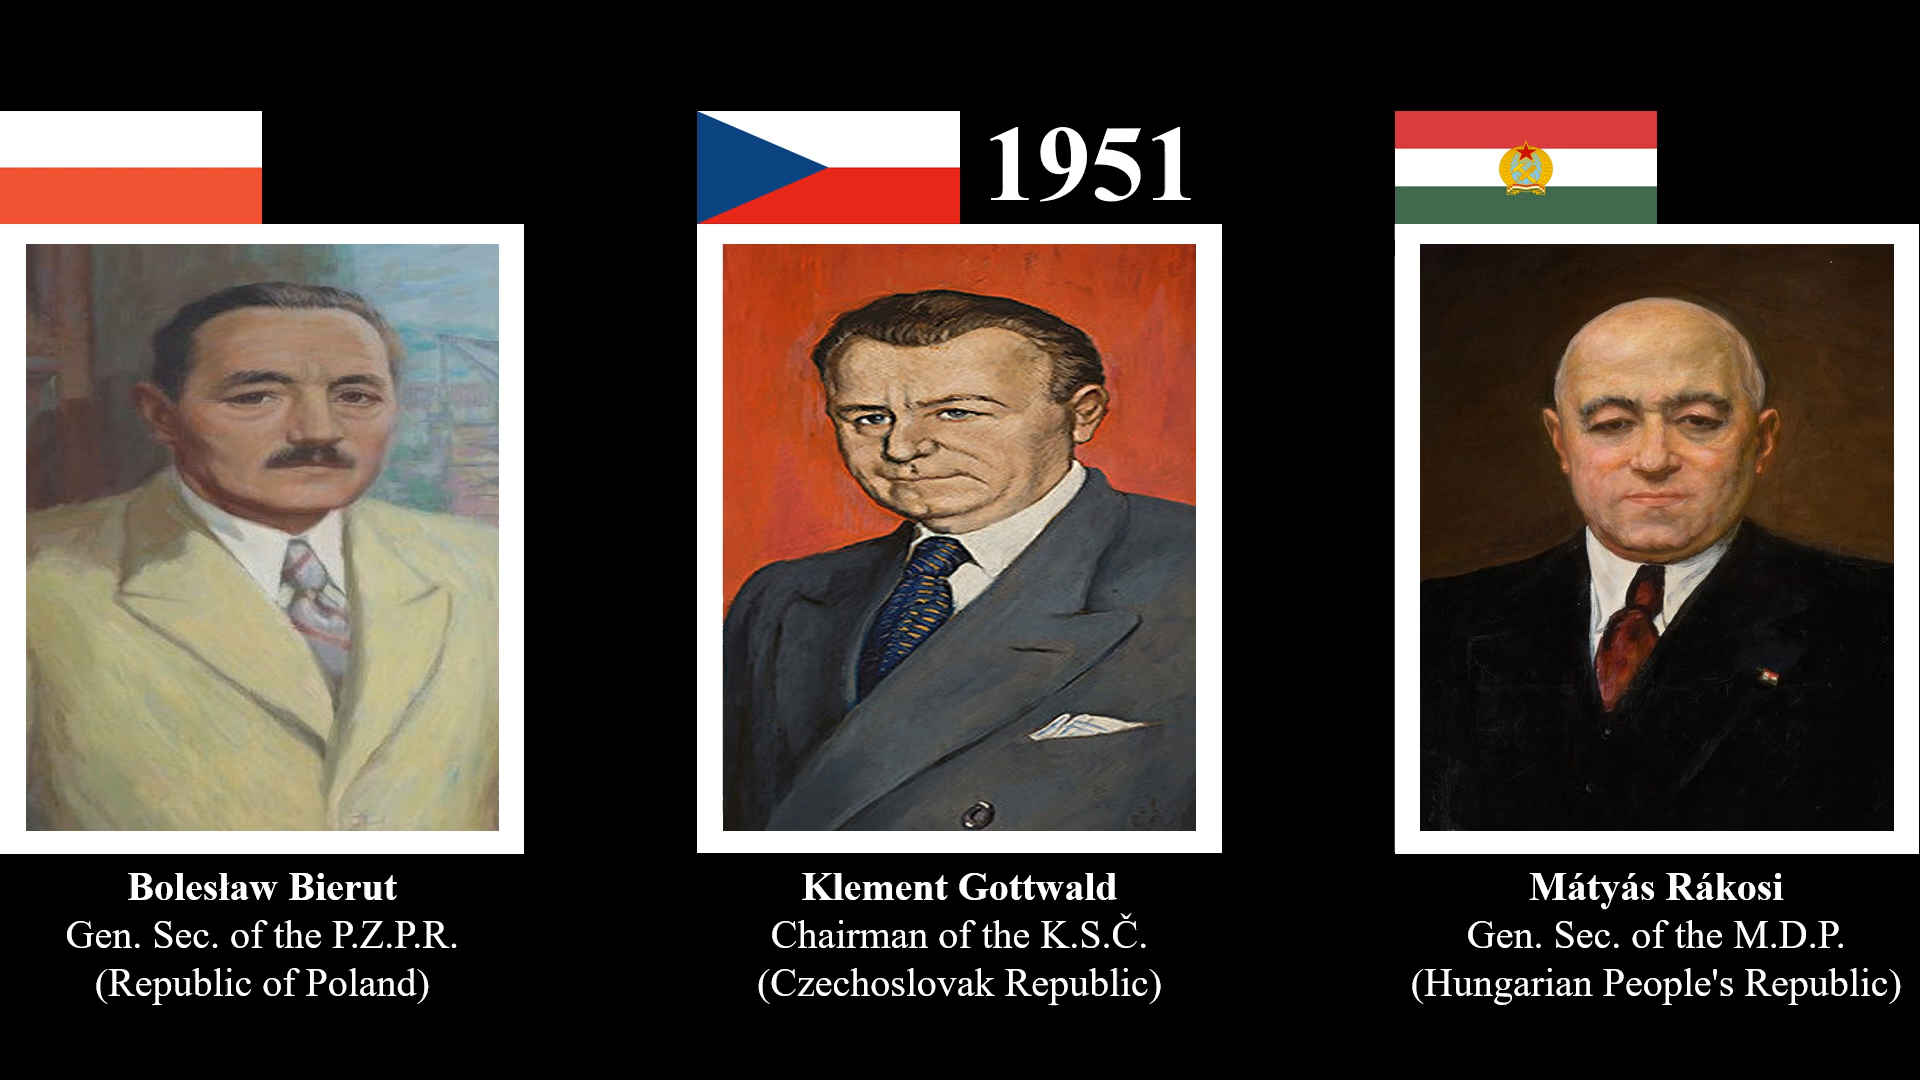 1951
Bolesław Bierut
Gen. Sec. of the P.Z.P.R.
(Republic of Poland)
Klement Gottwald
Chairman of the K.S.Č.
(Czechoslovak Republic)
Mátyás Rákosi
Gen. Sec. of the M.D.P.
(Hungarian People's Republic)